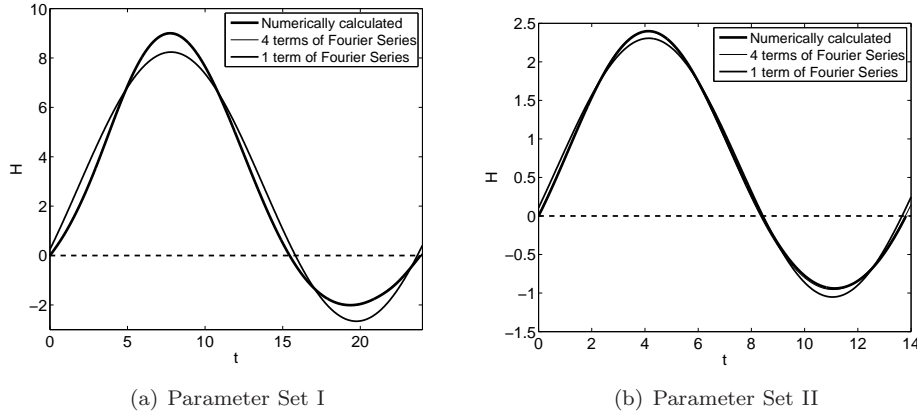 10
8
6
4
2
0
−2
H
0 5 10 15 20
t
Numerically calculated
4 terms of Fourier Series
1 term of Fourier Series
(a) Parameter Set I
2.5
2
1.5
1
0.5
0
−0.5
−1
−1.5
H
0 2 4 6 8 10 12 14
t
Numerically calculated
4 terms of Fourier Series
1 term of Fourier Series
(b) Parameter Set II